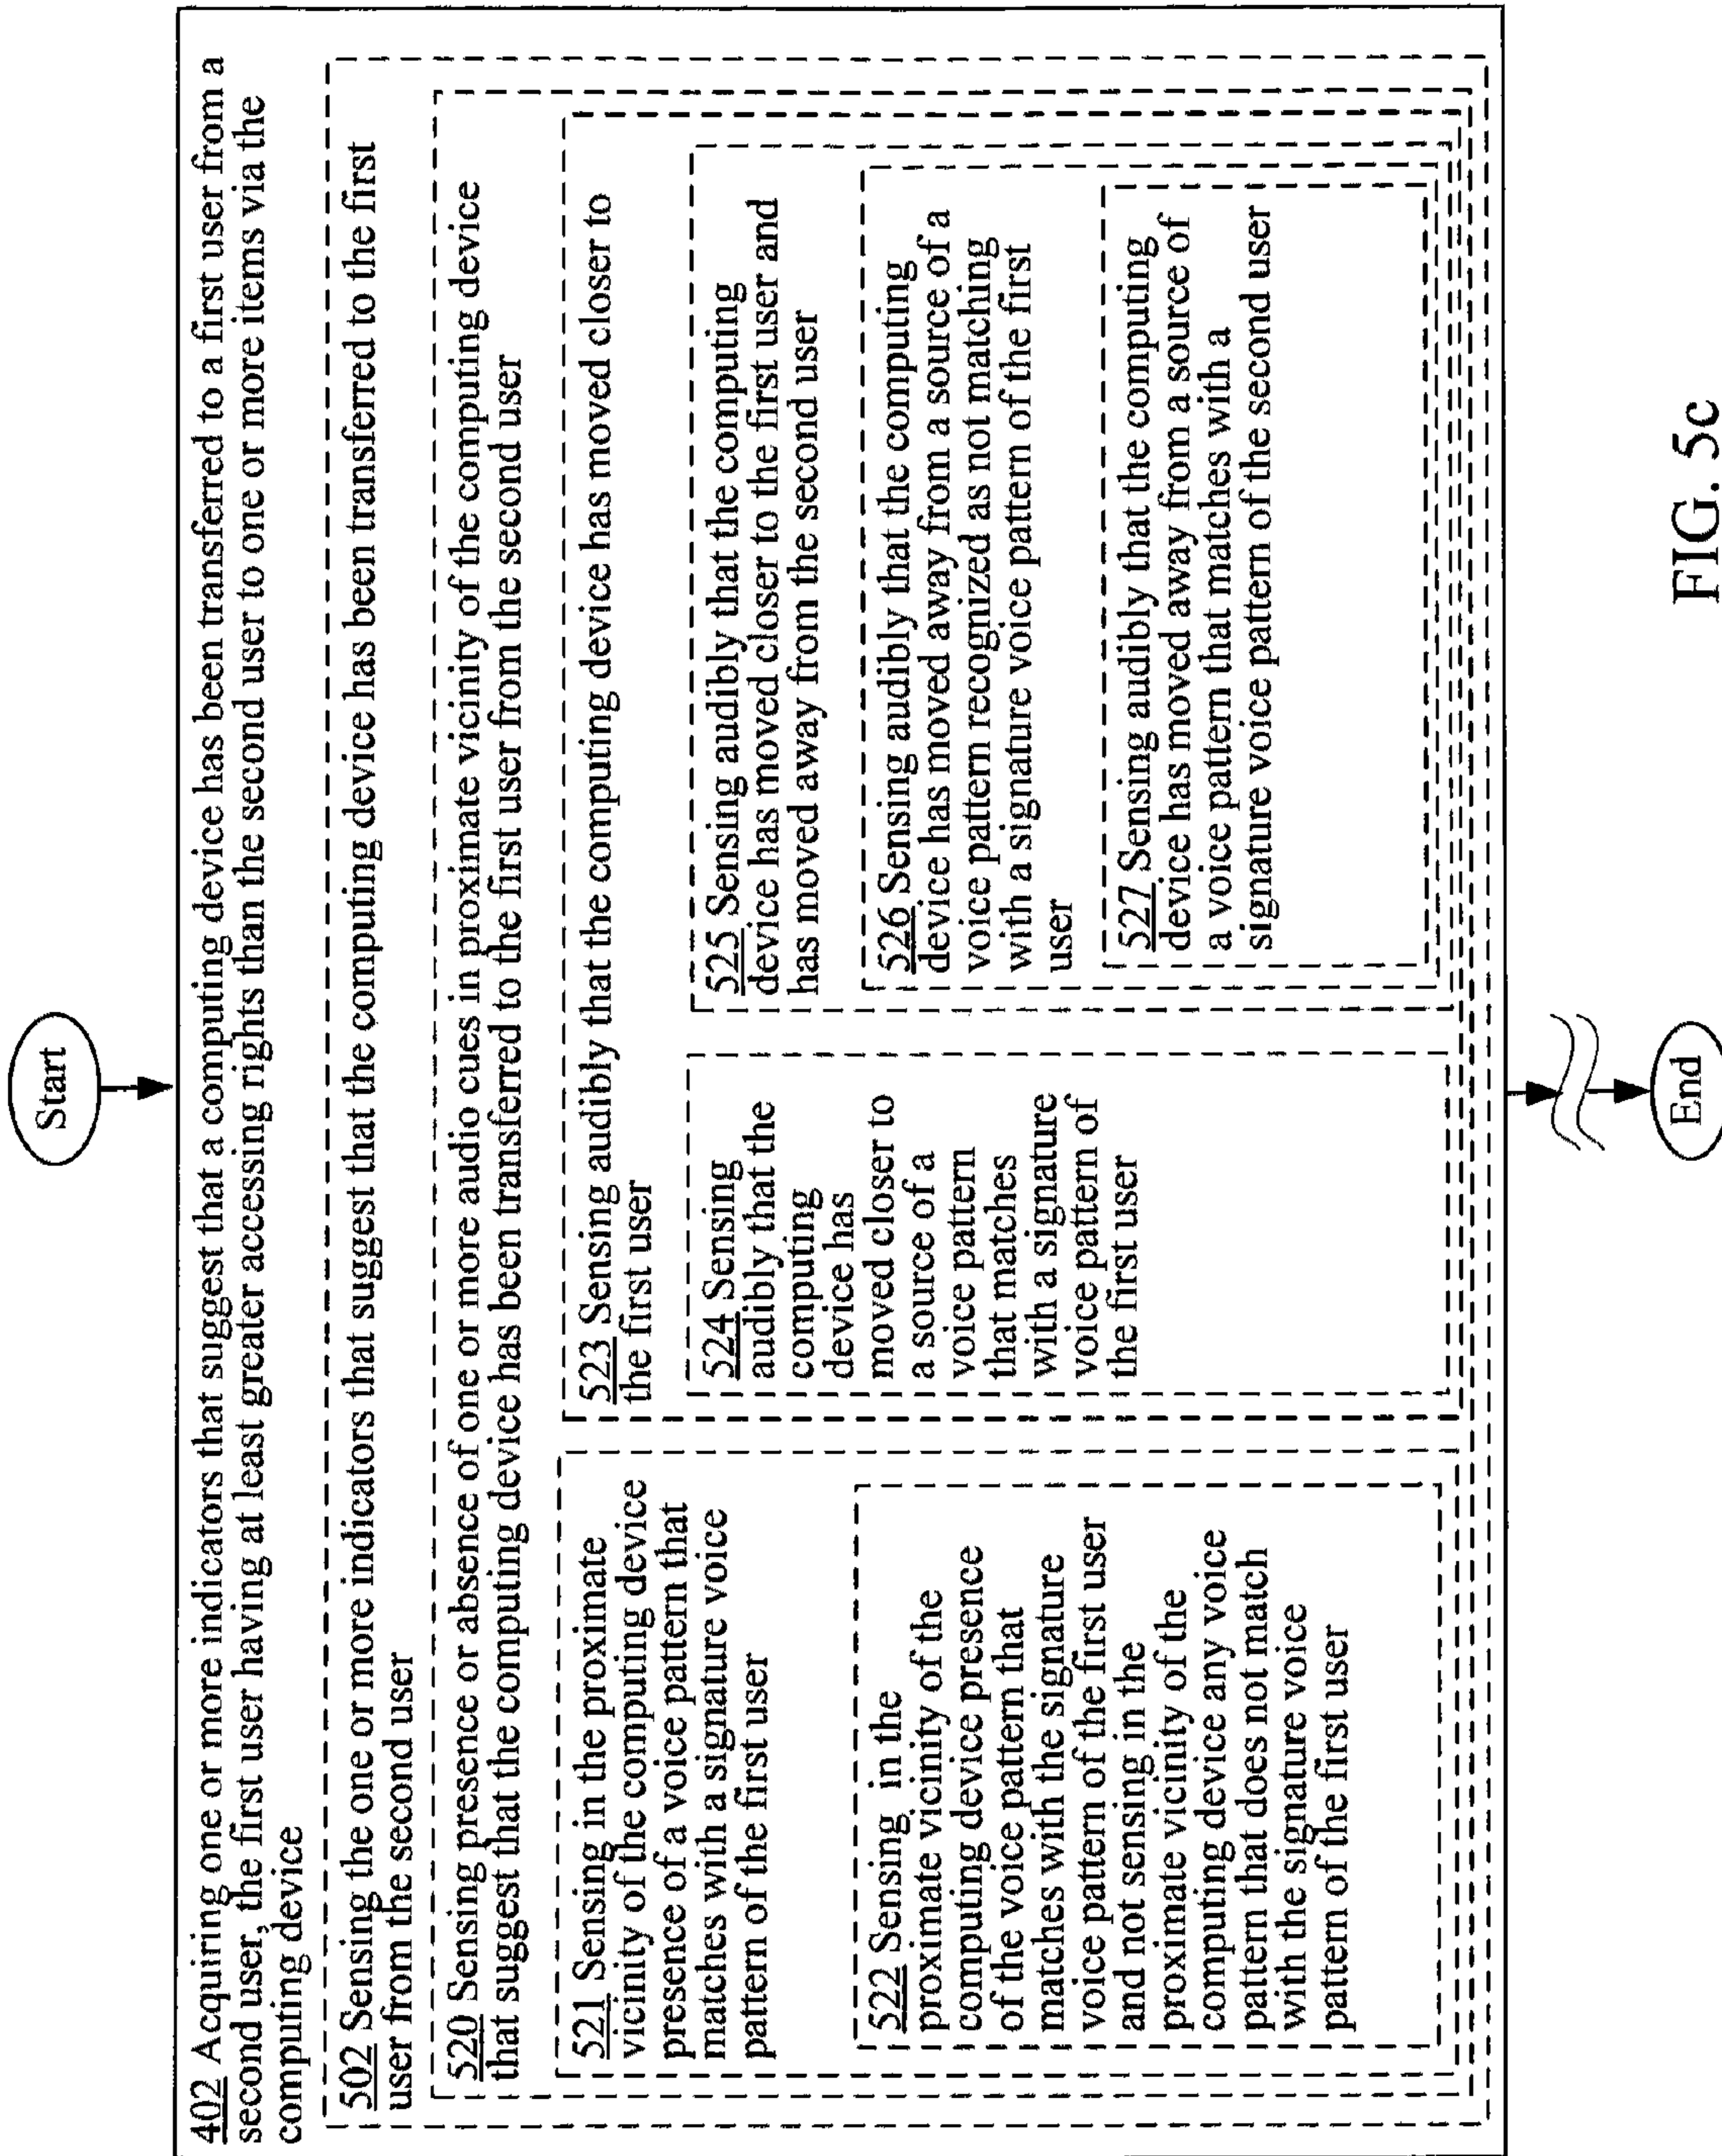 Start
402 Acquiring one or more indicators that suggest that a computing device has been transferred to a first user from a
second user, the first user having at least greater accessing rights than the second user to one or more items via the
computing device
502 Sensing the one or more indicators that suggest that the computing device has been transferred to the first
user from the second user
520 Sensing presence or absence of one or more audio cues in proximate vicinity of the computing device
that suggest that the computing device has been transferred to the first user from the second user
521 Sensing in the proximate
vicinity of the computing device
presence of a voice pattern that
matches with a signature voice
pattern of the first user
522 Sensing in the
proximate vicinity of the
computing device presence
of the voice pattern that
matches with the signature
voice pattern of the first user
and not sensing in the
proximate vicinity of the
computing device any voice
pattern that does not match
with the signature voice
pattern of the first user
523 Sensing audibly that the computing device has moved closer to
the first user
524 Sensing
audibly that the
computing
device has
moved closer to
a source of a
voice pattern
that matches
with a signature
voice pattern of
the first user
525 Sensing audibly that the computing
device has moved closer to the first user and
has moved away from the second user
526 Sensing audibly that the computing
device has moved away from a source of a
voice pattern recognized as not matching
with a signature voice pattern of the first
user
527 Sensing audibly that the computing
device has moved away from a source of
a voice pattern that matches with a
signature voice pattern of the second user
End
FIG. 5c